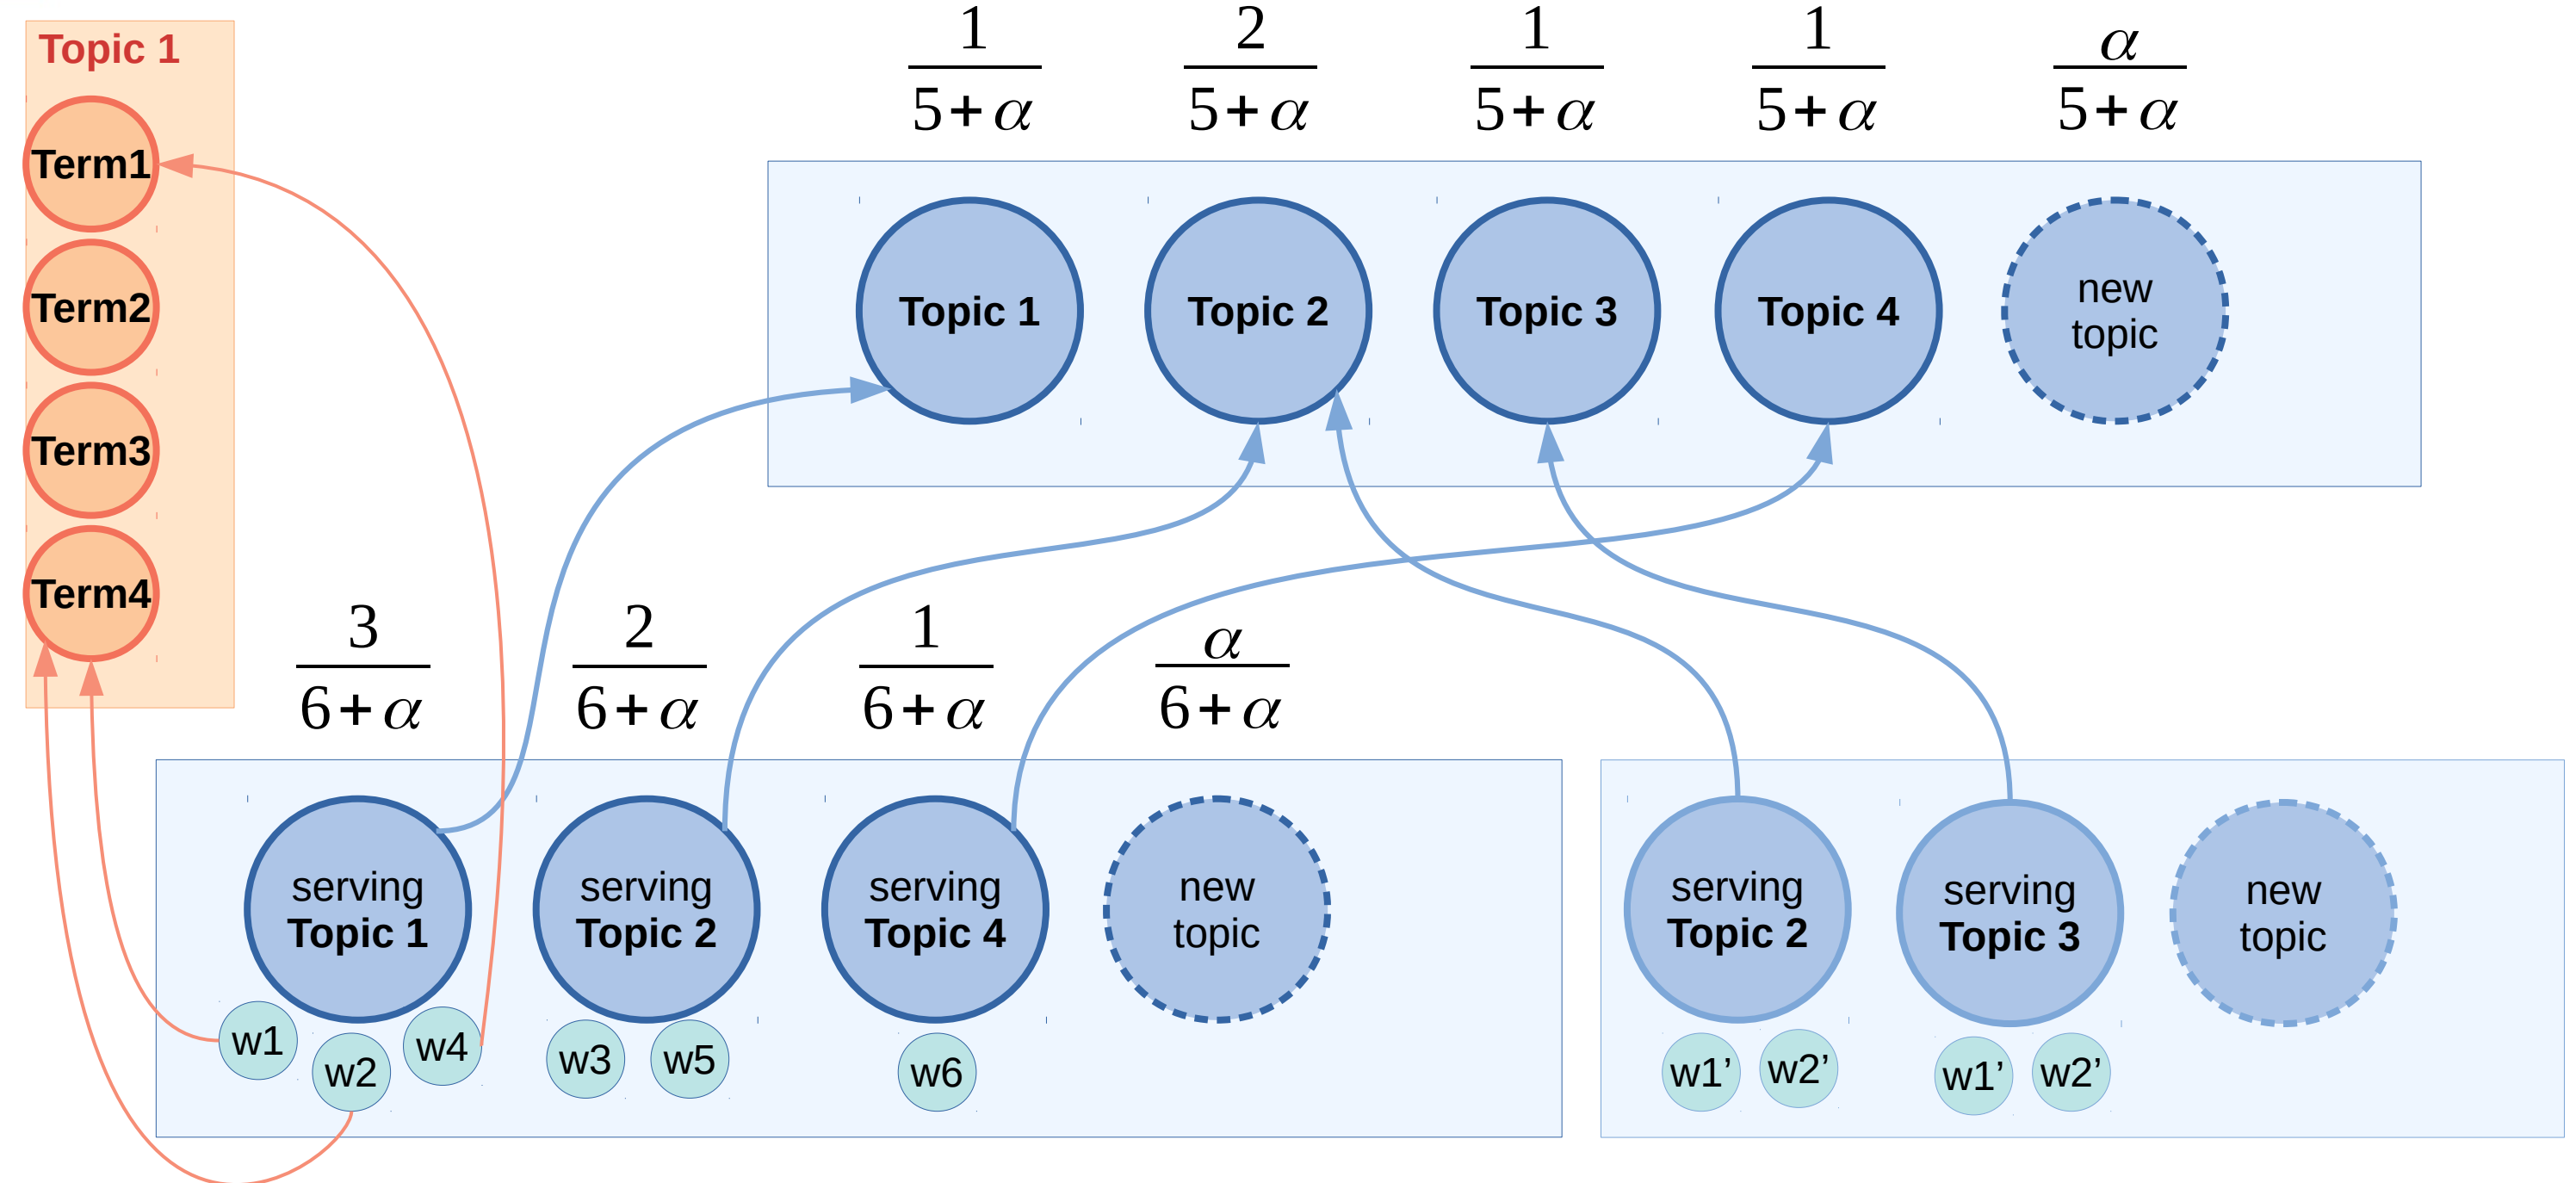 Topic 1
Term1
Term2
Term3
Term4
1/(5+α) 2/(5+α) 1/(5+α) 1/(5+α) α/(5+α)
Topic 1 Topic 2 Topic 3 Topic 4 new topic
3/(6+α) 2/(6+α) 1/(6+α) α/(6+α)
serving
Topic 1
serving
Topic 2
serving
Topic 4
new
topic
w1 w2 w4 w3 w5 w6
serving
Topic 2
serving
Topic 3
new
topic
w1’ w2’ w1’ w2’